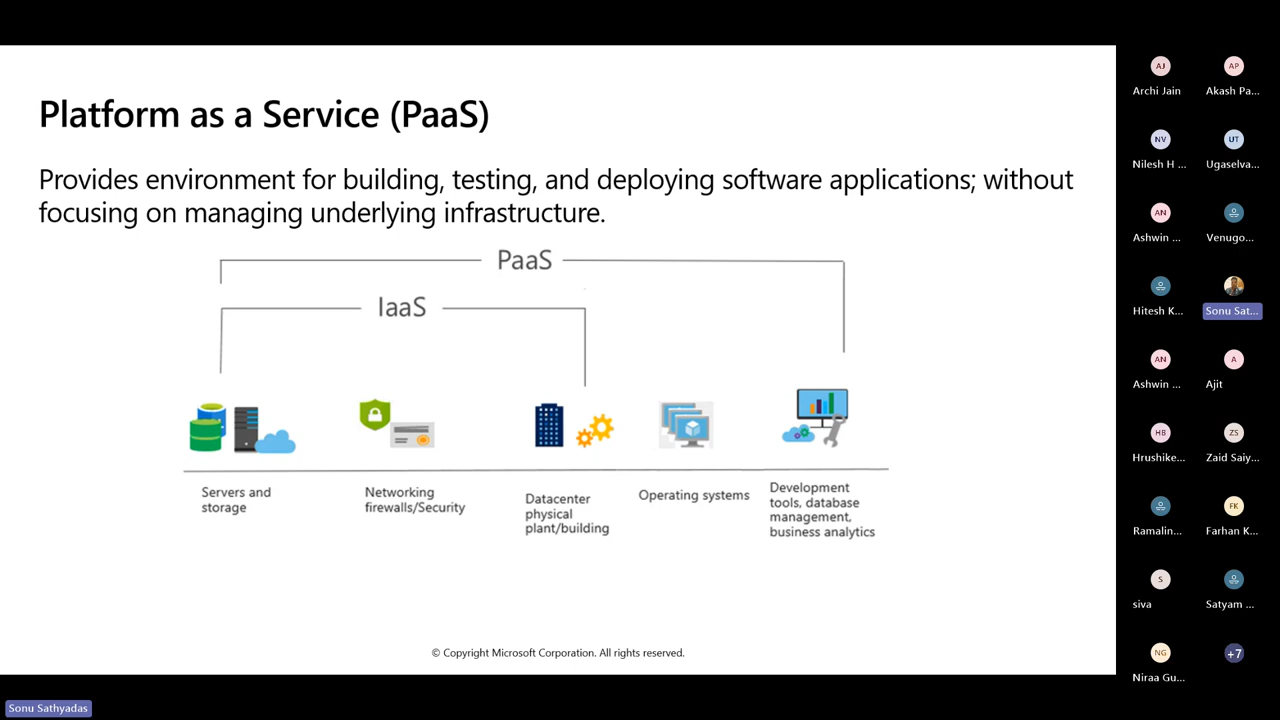 Platform as a Service (PaaS)
Provides environment for building, testing, and deploying software applications; without
focusing on managing underlying infrastructure.
PaaS
IaaS
Servers and
storage
Networking
firewalls/Security
Datacenter
physical
plant/building
Operating systems
Development
tools, database
management,
business analytics
© Copyright Microsoft Corporation. All rights reserved.
Sonu Sathyadas
AJ
Archi Jain
AP
Akash Pa...
NV
Nilesh H ...
UT
Ugaselva...
AN
Ashwin ...
Venugo...
Hitesh K...
Sonu Sat...
AN
Ashwin ...
A
Ajit
HB
Hrushike...
ZS
Zaid Saiy...
Ramalin...
FK
Farhan K...
S
siva
Satyam ...
NG
Niraa Gu...
+7